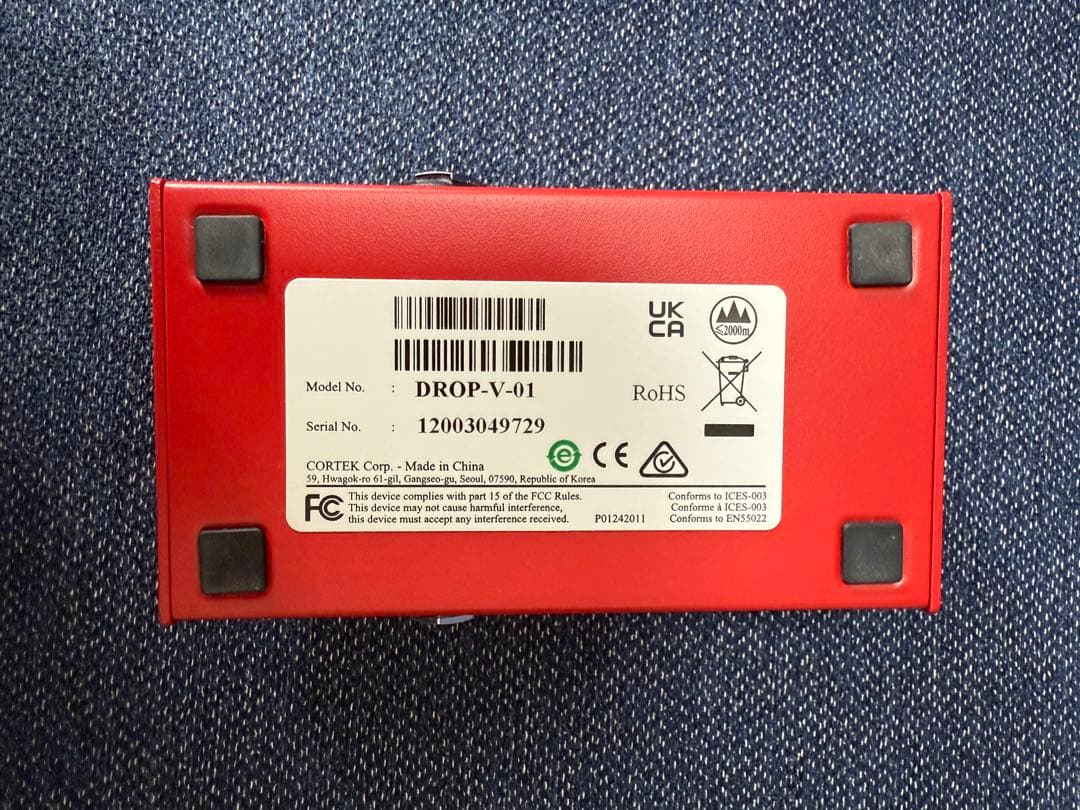 UK
CA
≤2000m
Model No. : DROP-V-01
RoHS
Serial No. : 12003049729
e
CE
CORTEK Corp. - Made in China
59, Hwagok-ro 61-gil, Gangseo-gu, Seoul, 07590, Republic of Korea
FC
This device complies with part 15 of the FCC Rules.
This device may not cause harmful interference,
this device must accept any interference received.
P01242011
Conforms to ICES-003
Conforme à ICES-003
Conforms to EN55022